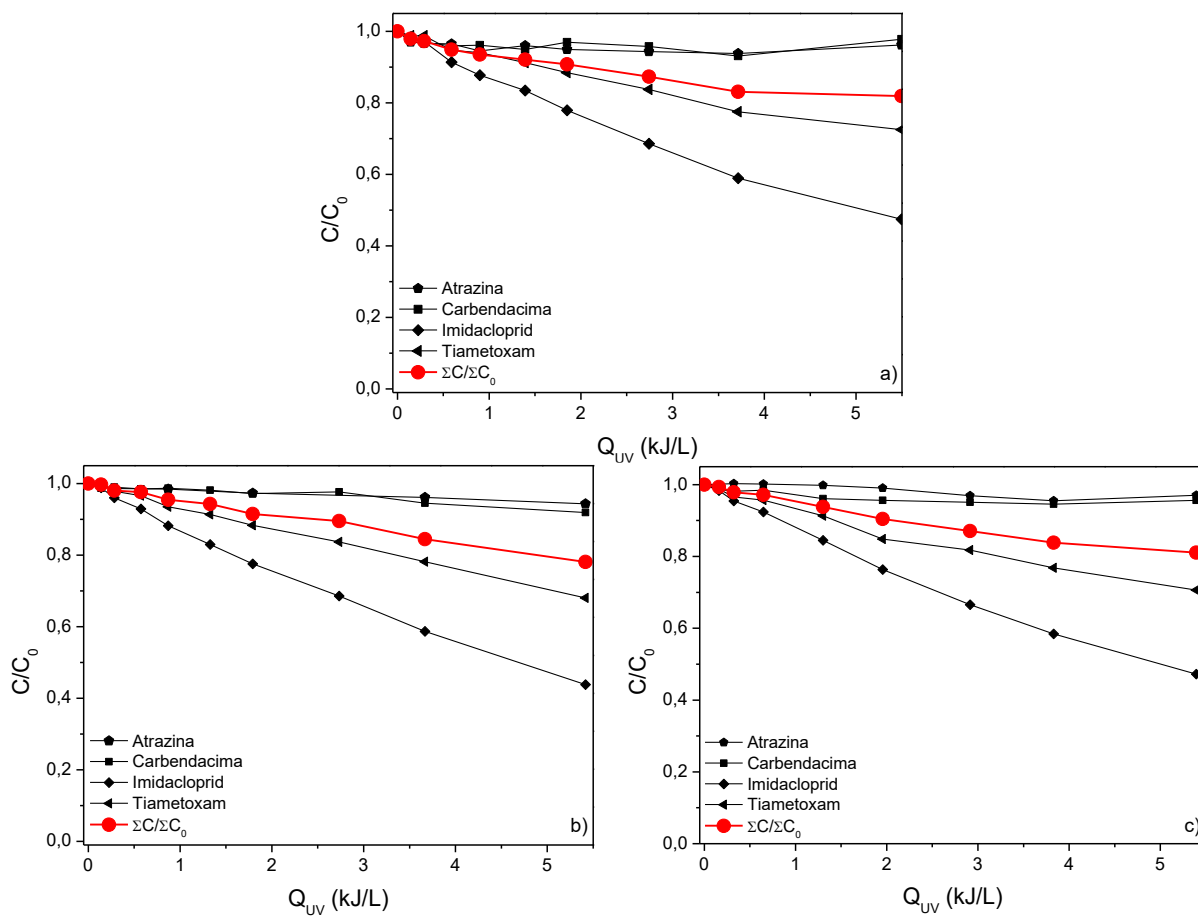 1,0
0,8
0,6
0,4
0,2
0,0
C/C₀
Atrazina
Carbendacima
Imidacloprid
Tiametoxam
ΣC/ΣC₀
a)
0 1 2 3 4 5
Q_UV (kJ/L)
1,0
0,8
0,6
0,4
0,2
0,0
C/C₀
Atrazina
Carbendacima
Imidacloprid
Tiametoxam
ΣC/ΣC₀
b)
0 1 2 3 4 5
Q_UV (kJ/L)
1,0
0,8
0,6
0,4
0,2
0,0
C/C₀
Atrazina
Carbendacima
Imidacloprid
Tiametoxam
ΣC/ΣC₀
c)
0 1 2 3 4 5
Q_UV (kJ/L)